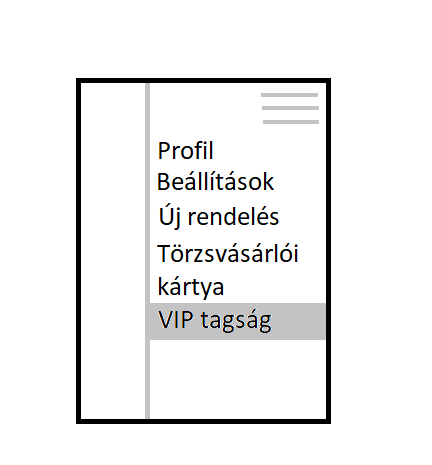 Profil
Beállítások
Új rendelés
Törzsvásárlói
kártya
VIP tagság